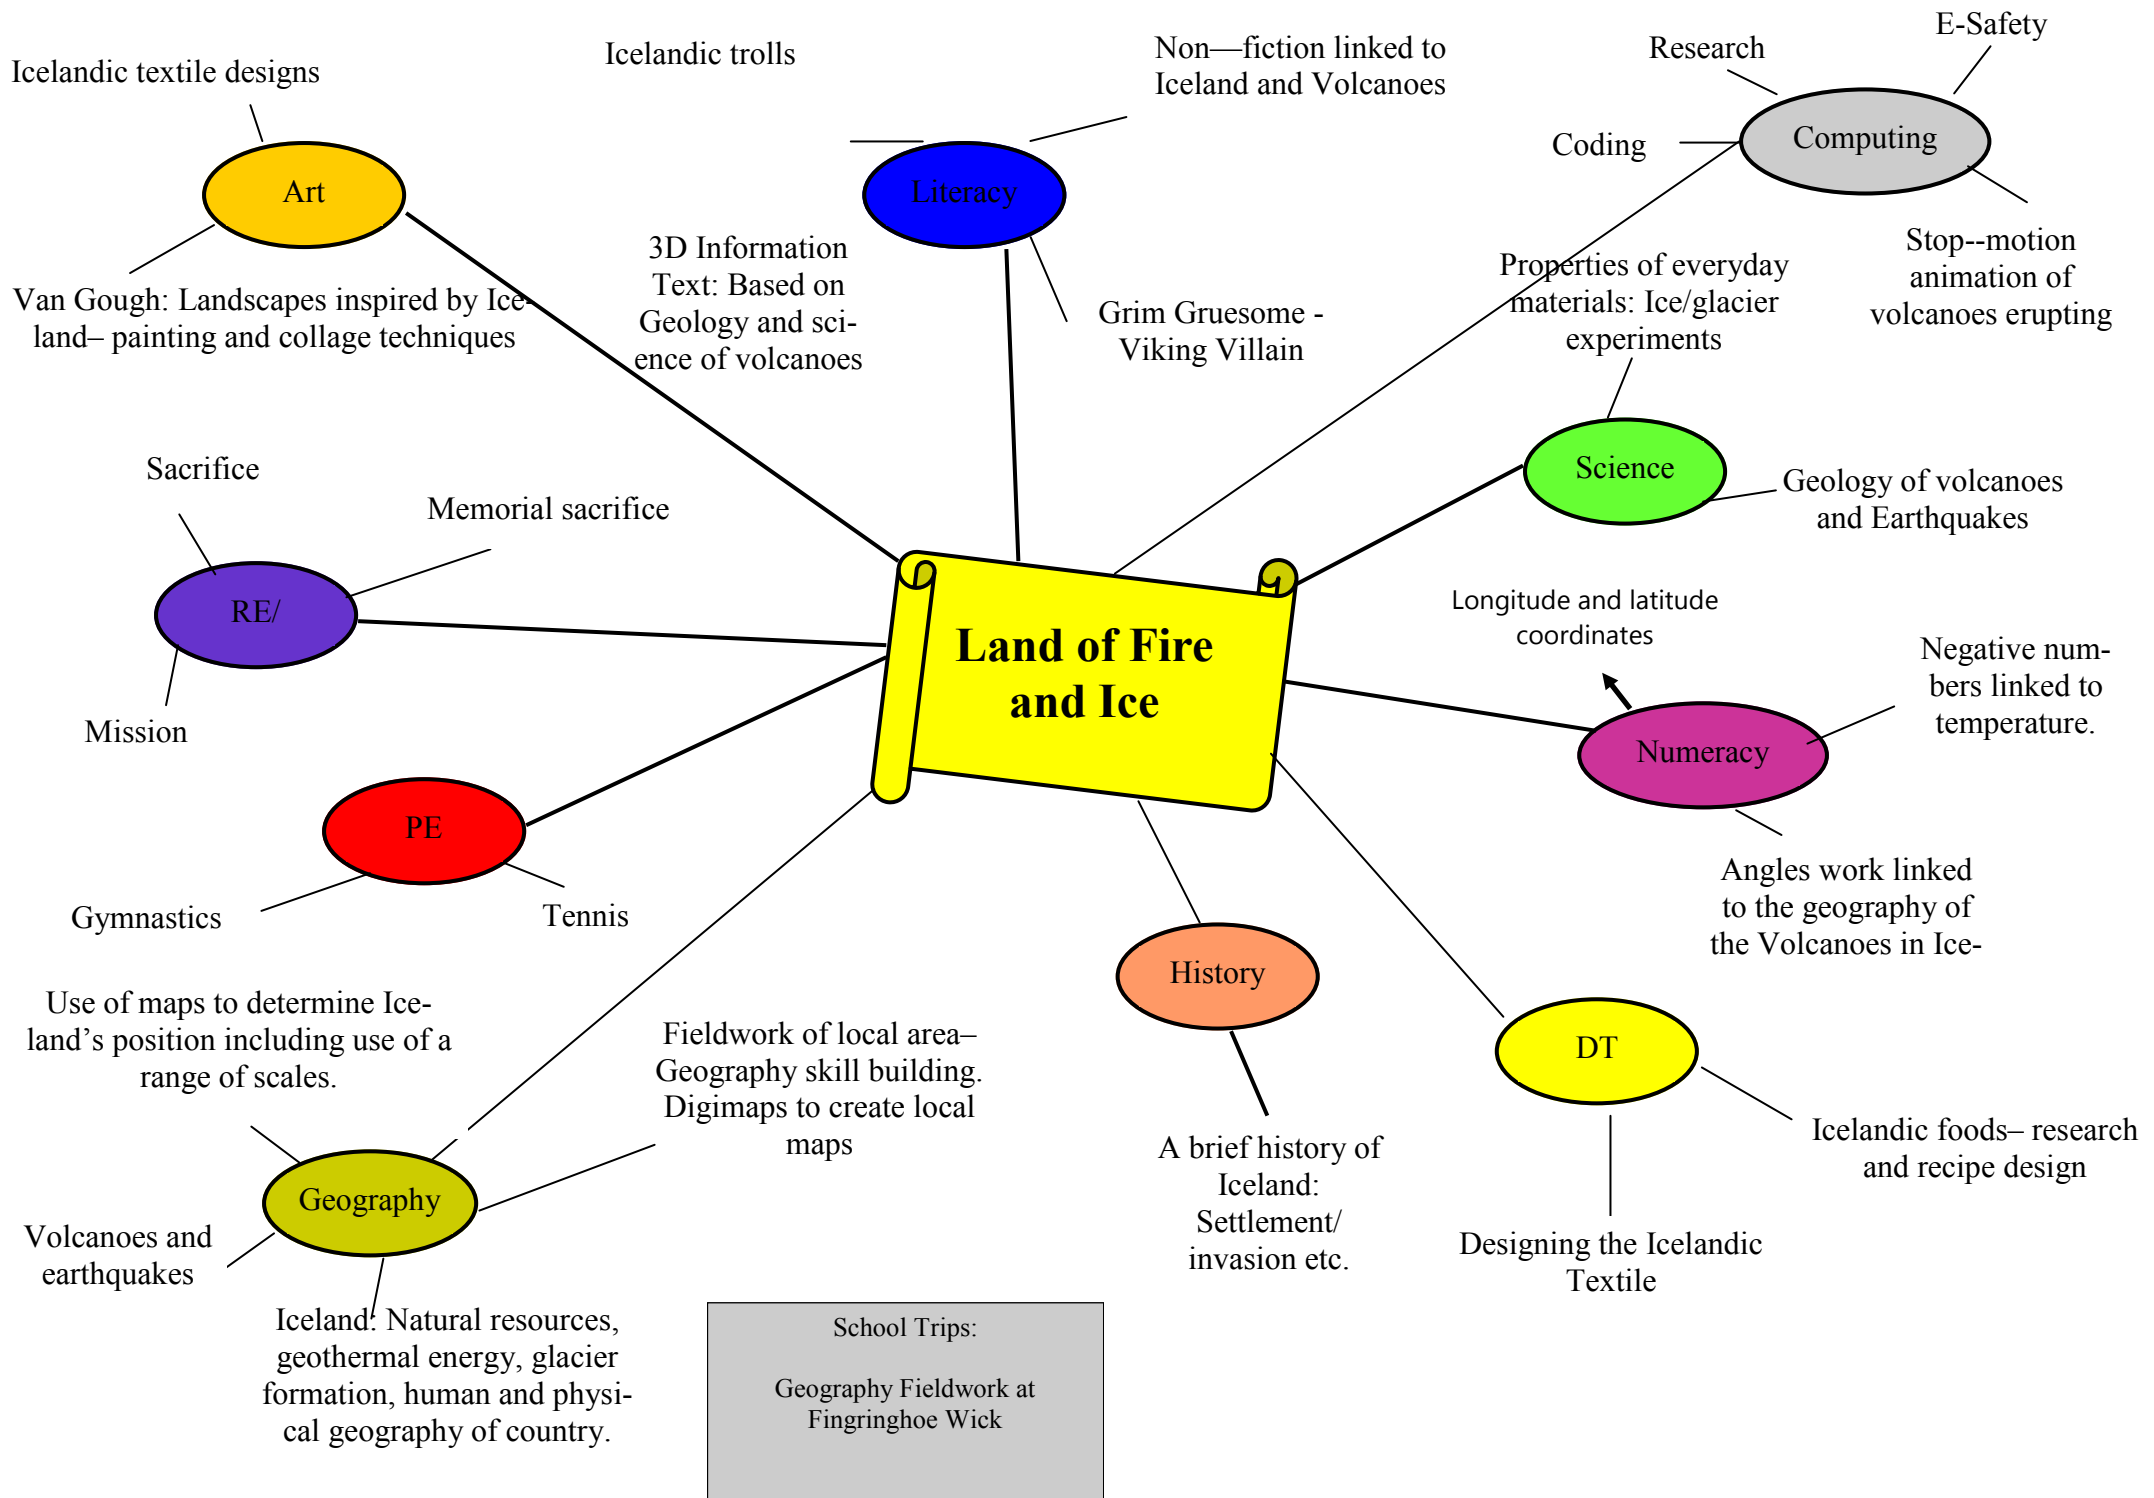 Icelandic textile designs
Art
Van Gough: Landscapes inspired by Ice-
land– painting and collage techniques
Icelandic trolls
Non—fiction linked to
Iceland and Volcanoes
Literacy
3D Information
Text: Based on
Geology and sci-
ence of volcanoes
Grim Gruesome -
Viking Villain
Research
E-Safety
Coding
Computing
Stop--motion
animation of
volcanoes erupting
Properties of everyday
materials: Ice/glacier
experiments
Science
Geology of volcanoes
and Earthquakes
Sacrifice
Memorial sacrifice
RE/
Mission
Land of Fire
and Ice
Longitude and latitude
coordinates
Negative num-
bers linked to
temperature.
Numeracy
Angles work linked
to the geography of
the Volcanoes in Ice-
PE
Gymnastics
Tennis
History
A brief history of
Iceland:
Settlement/
invasion etc.
DT
Icelandic foods– research
and recipe design
Designing the Icelandic
Textile
Use of maps to determine Ice-
land’s position including use of a
range of scales.
Fieldwork of local area–
Geography skill building.
Digimaps to create local
maps
Geography
Volcanoes and
earthquakes
Iceland: Natural resources,
geothermal energy, glacier
formation, human and physi-
cal geography of country.
School Trips:
Geography Fieldwork at
Fingringhoe Wick